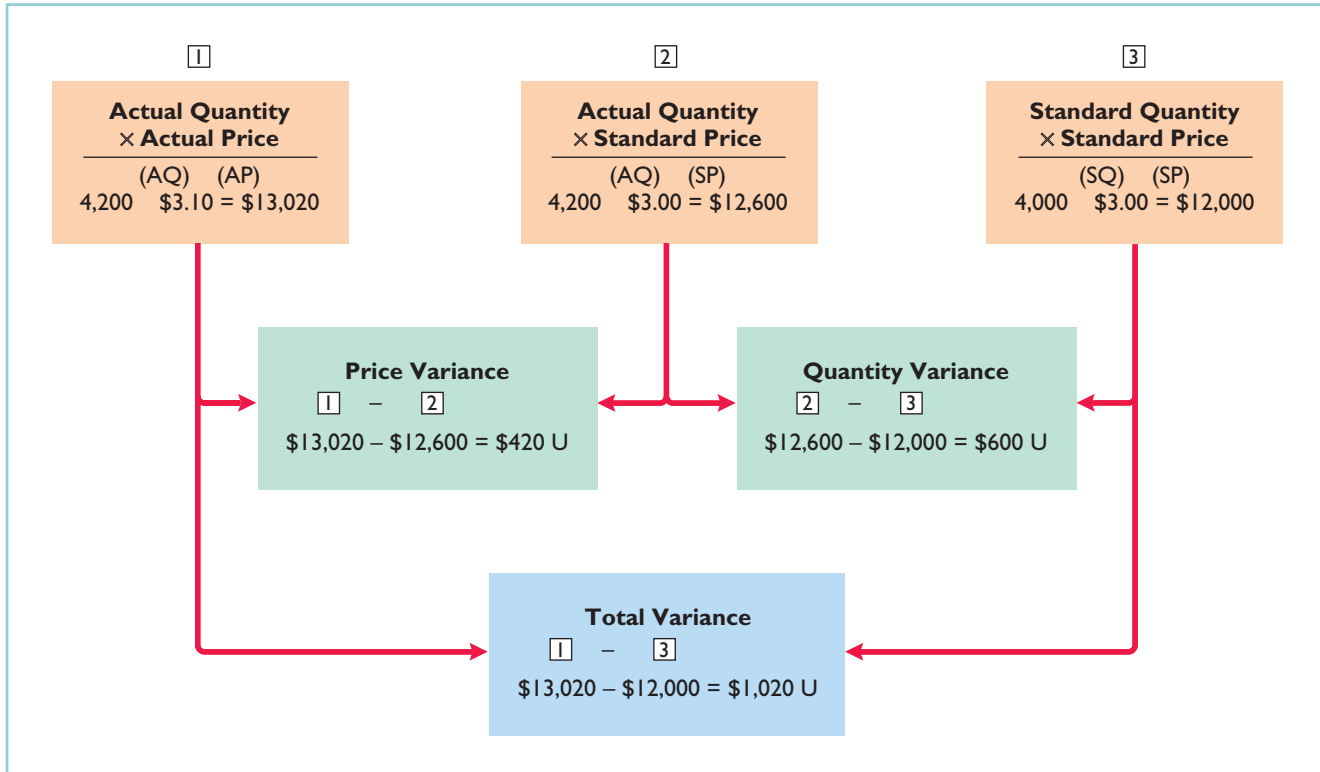 1
Actual Quantity
× Actual Price
(AQ) (AP)
4,200 $3.10 = $13,020
2
Actual Quantity
× Standard Price
(AQ) (SP)
4,200 $3.00 = $12,600
3
Standard Quantity
× Standard Price
(SQ) (SP)
4,000 $3.00 = $12,000
Price Variance
1 – 2
$13,020 – $12,600 = $420 U
Quantity Variance
2 – 3
$12,600 – $12,000 = $600 U
Total Variance
1 – 3
$13,020 – $12,000 = $1,020 U